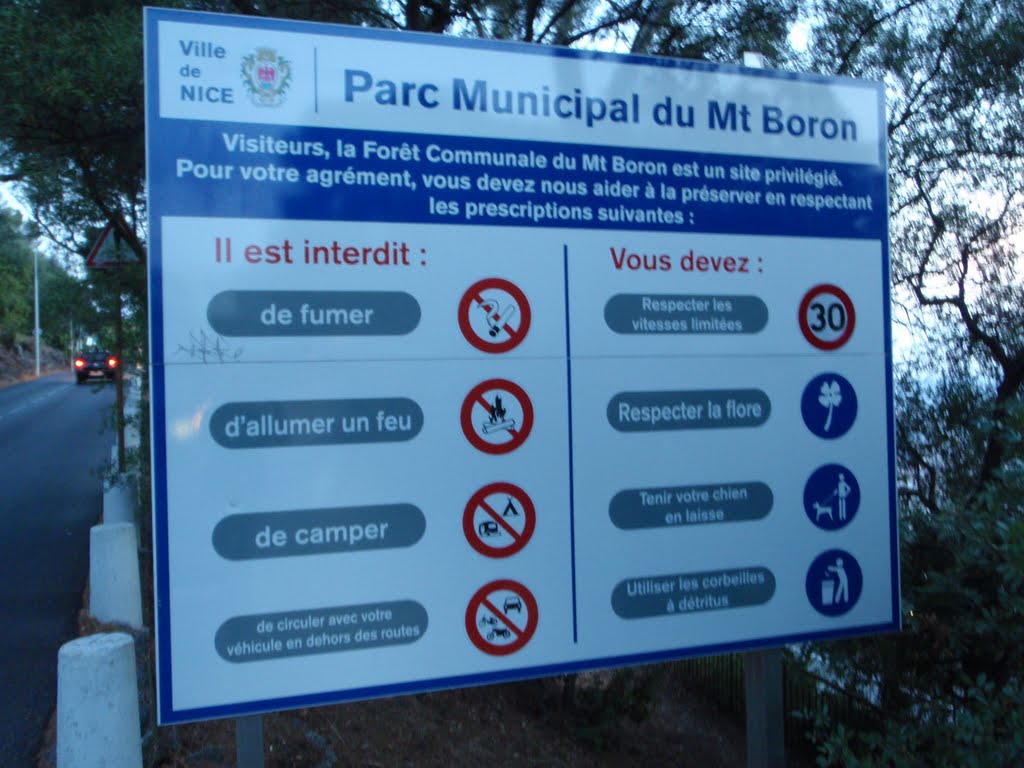 Ville
de
NICE
Parc Municipal du Mt Boron
Visiteurs, la Forêt Communale du Mt Boron est un site privilégié.
Pour votre agrément, vous devez nous aider à la préserver en respectant
les prescriptions suivantes :
Il est interdit :
de fumer
d'allumer un feu
de camper
de circuler avec votre
véhicule en dehors des routes
Vous devez :
Respecter les
vitesses limitées
30
Respecter la flore
Tenir votre chien
en laisse
Utiliser les corbeilles
à détritus